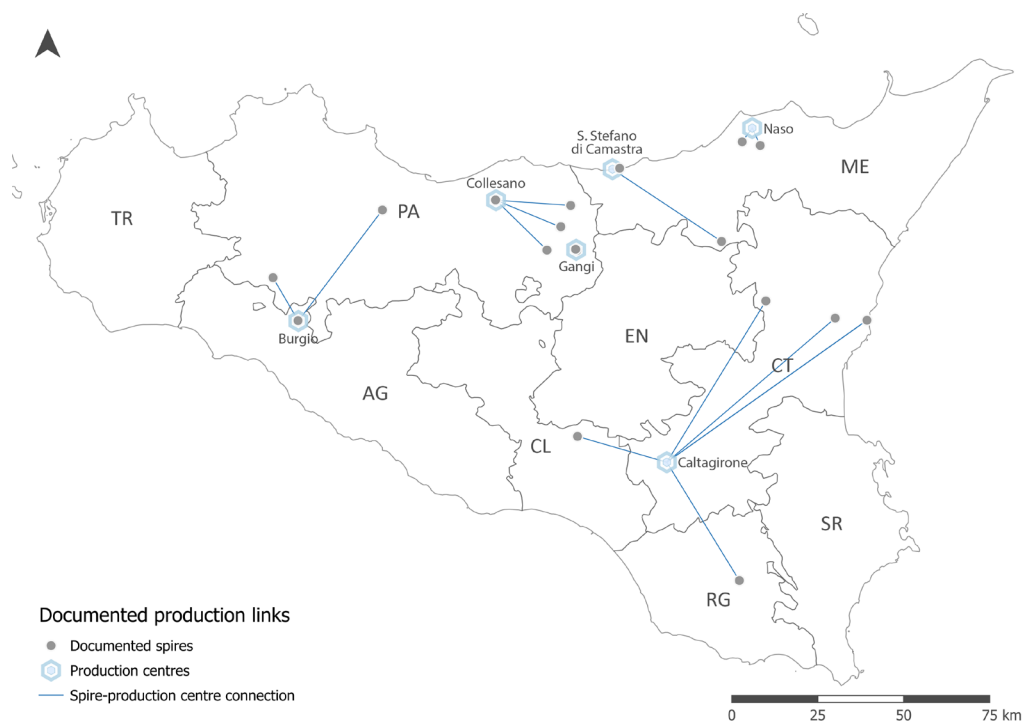 Naso
S. Stefano
di Camastra
ME
Collesano
TR
PA
Gangi
EN
Burgio
CT
AG
CL
Caltagirone
SR
RG
Documented production links
Documented spires
Production centres
Spire-production centre connection
0 25 50 75 km